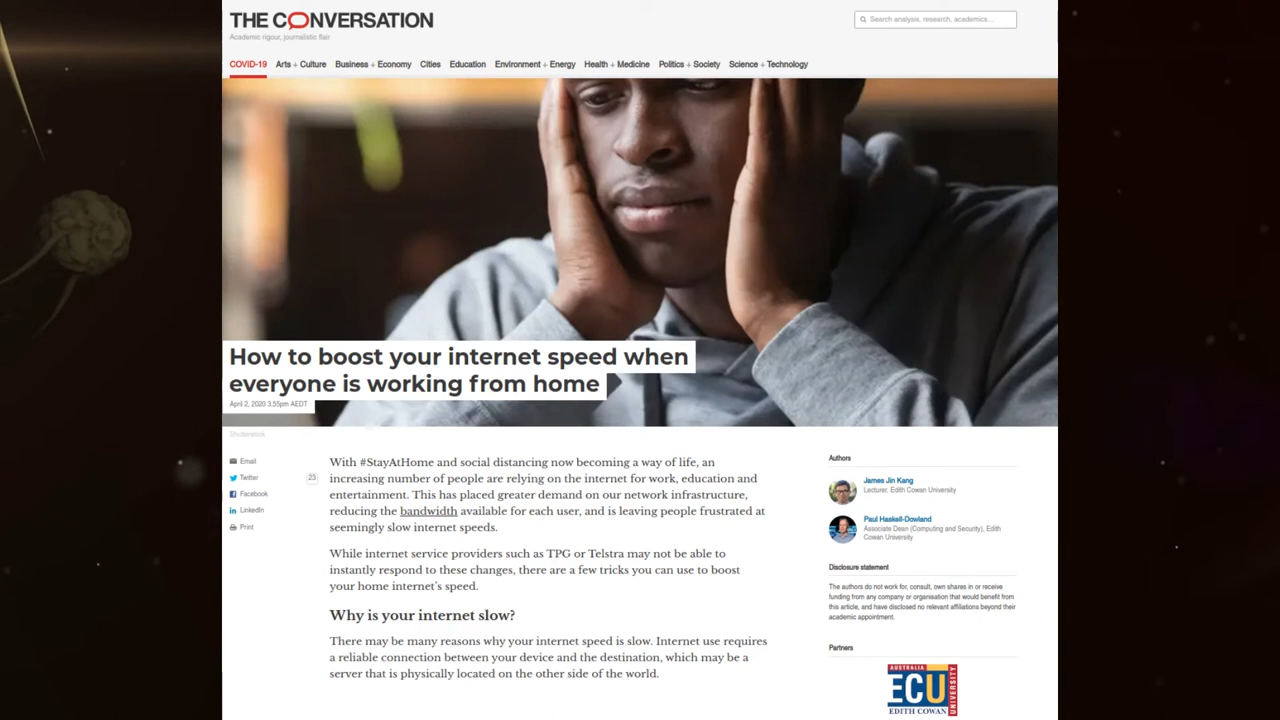 THE CONVERSATION
Academic rigour, journalistic flair
Search analysis, research, academics...
COVID-19 Arts + Culture Business + Economy Cities Education Environment + Energy Health + Medicine Politics + Society Science + Technology
How to boost your internet speed when
everyone is working from home
April 2, 2020 3.55pm AEDT
Shutterstock
Email
Twitter 23
Facebook
LinkedIn
Print
With #StayAtHome and social distancing now becoming a way of life, an
increasing number of people are relying on the internet for work, education and
entertainment. This has placed greater demand on our network infrastructure,
reducing the bandwidth available for each user, and is leaving people frustrated at
seemingly slow internet speeds.
While internet service providers such as TPG or Telstra may not be able to
instantly respond to these changes, there are a few tricks you can use to boost
your home internet's speed.
Why is your internet slow?
There may be many reasons why your internet speed is slow. Internet use requires
a reliable connection between your device and the destination, which may be a
server that is physically located on the other side of the world.
Authors
James Jin Kang
Lecturer, Edith Cowan University
Paul Haskell-Dowland
Associate Dean (Computing and Security), Edith
Cowan University
Disclosure statement
The authors do not work for, consult, own shares in or receive
funding from any company or organisation that would benefit from
this article, and have disclosed no relevant affiliations beyond their
academic appointment.
Partners
AUSTRALIA
ECU
EDITH COWAN
UNIVERSITY